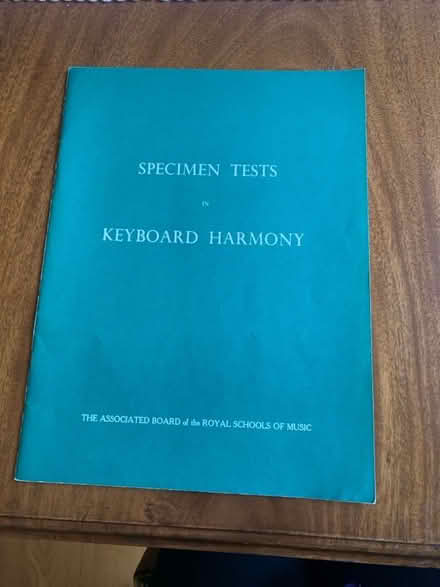 SPECIMEN TESTS
IN
KEYBOARD HARMONY
THE ASSOCIATED BOARD of the ROYAL SCHOOLS OF MUSIC